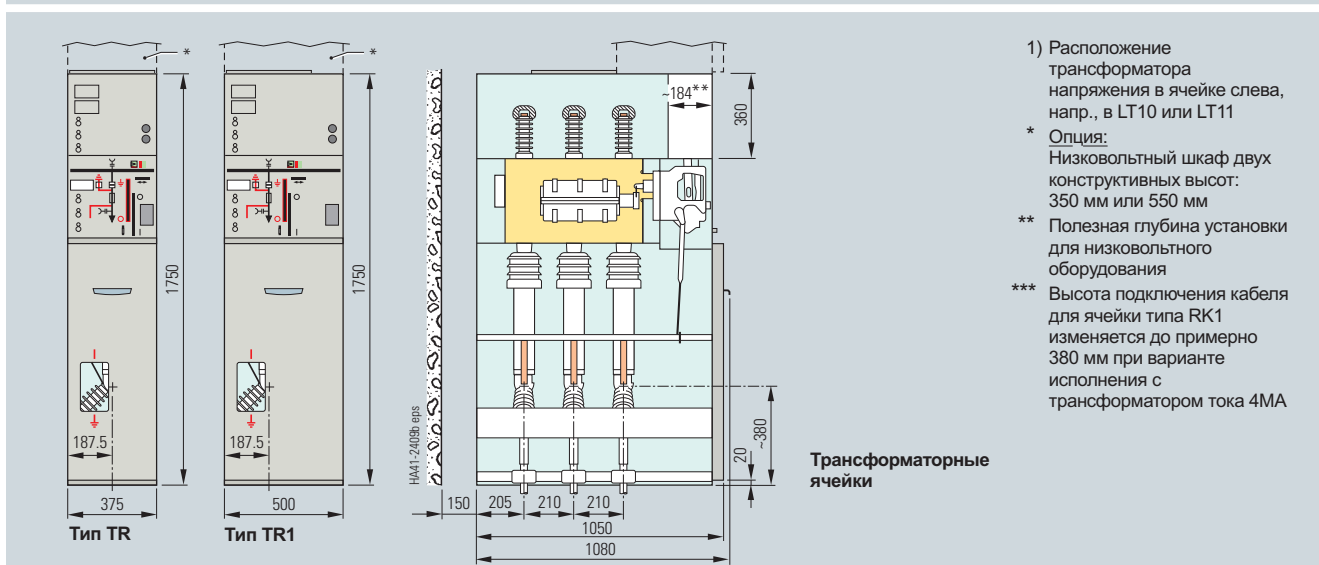 *
*
~184**
360
1750
1750
187.5
187.5
375
500
Тип TR
Тип TR1
HA41-2409b eps
~380
20
150
205
210
210
1050
1080
Трансформаторные
ячейки
1) Расположение
трансформатора
напряжения в ячейке слева,
напр., в LT10 или LT11
* Опция:
Низковольтный шкаф двух
конструктивных высот:
350 мм или 550 мм
** Полезная глубина установки
для низковольтного
оборудования
*** Высота подключения кабеля
для ячейки типа RK1
изменяется до примерно
380 мм при варианте
исполнения с
трансформатором тока 4MA